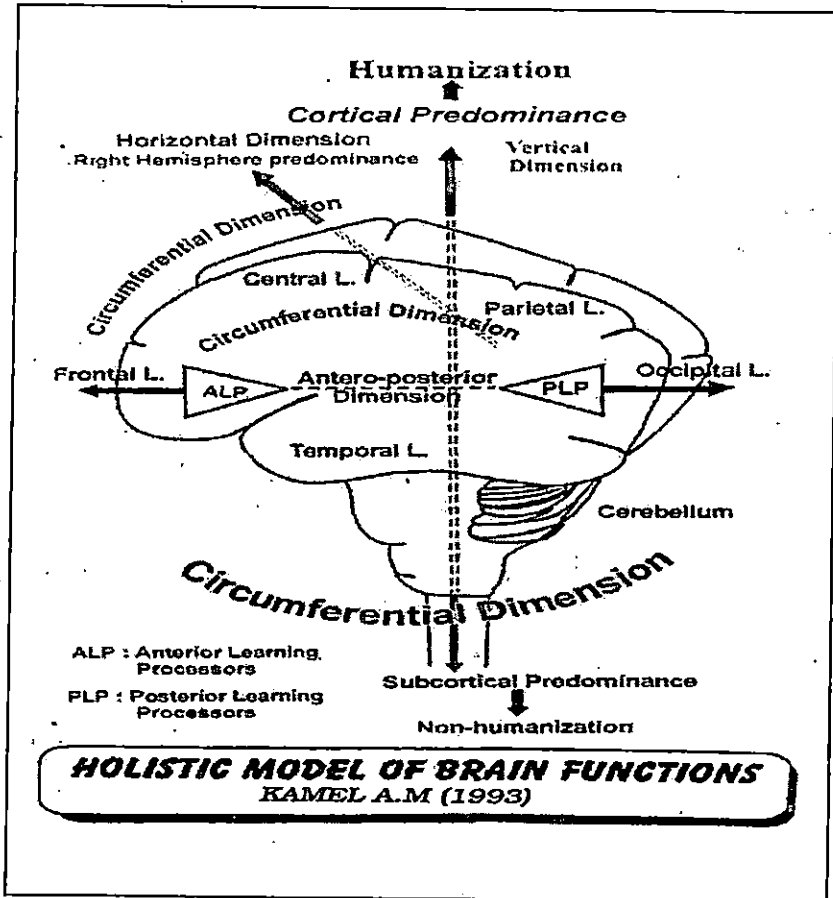 Humanization
Cortical Predominance
Horizontal Dimension
Right Hemisphere predominance
Vertical
Dimension
Circumferential Dimension
Central L.
Parietal L.
Circumferential Dimension
Frontal L.
ALP
Antero-posterior
Dimension
PLP
Occipital L.
Temporal L.
Cerebellum
Circumferential Dimension
ALP : Anterior Learning
Processors
PLP : Posterior Learning
Processors
Subcortical Predominance
Non-humanization
HOLISTIC MODEL OF BRAIN FUNCTIONS
KAMEL A.M (1993)